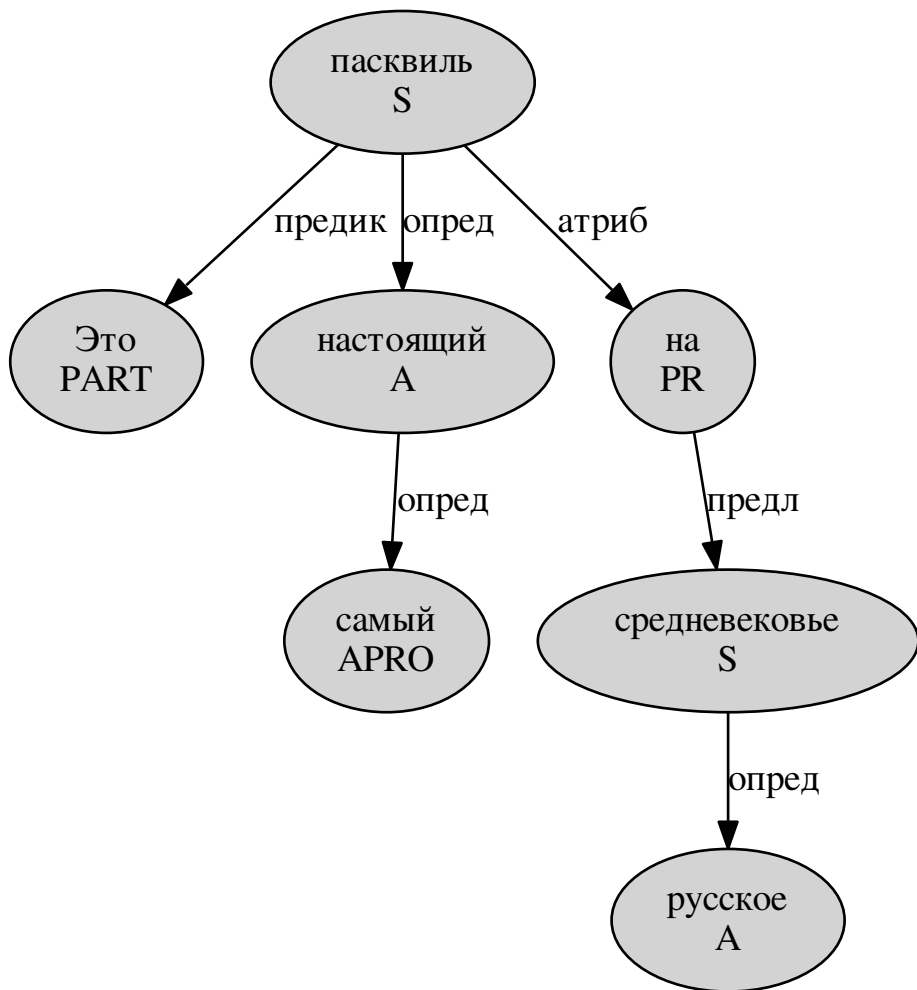 пасквиль
S
предик
опред
атриб
Это
PART
настоящий
A
на
PR
опред
предл
самый
APRO
средневековье
S
опред
русское
A